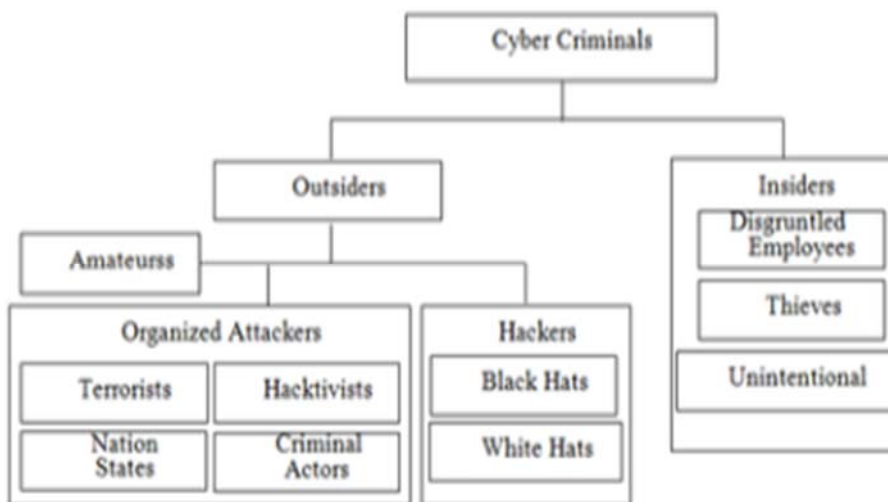 Cyber Criminals
Outsiders
Insiders
Disgruntled
Employees
Thieves
Unintentional
Amateurss
Organized Attackers
Terrorists
Hacktivists
Nation
States
Criminal
Actors
Hackers
Black Hats
White Hats